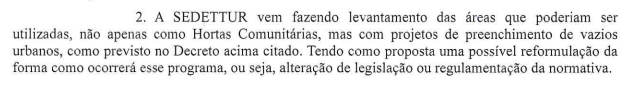 2. A SEDETTUR vem fazendo levantamento das áreas que poderiam ser
utilizadas, não apenas como Hortas Comunitárias, mas com projetos de preenchimento de vazios
urbanos, como previsto no Decreto acima citado. Tendo como proposta uma possível reformulação da
forma como ocorrerá esse programa, ou seja, alteração de legislação ou regulamentação da normativa.